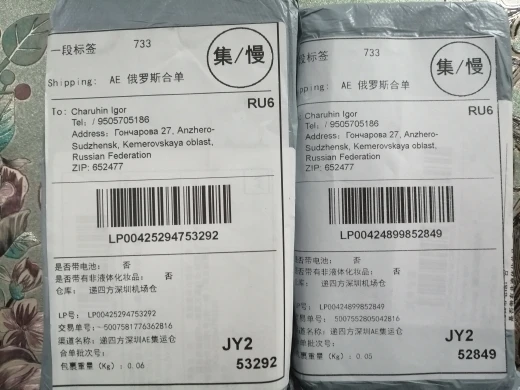 一段标签 733
集/慢
Shipping: AE 俄罗斯合单
RU6
To: Charuhin Igor
Tel: / 9505705186
Address: Гончарова 27, Anzhero-
Sudzhensk, Kemerovskaya oblast,
Russian Federation
ZIP: 652477
LP00425294753292
是否带电池: 否
是否带有非液体化妆品: 否
仓库: 递四方深圳机场仓
LP号: LP00425294753292
交易单号: -5007581776362816
渠道名称: 递四方深圳AE集运仓
合单批次号:
包裹重量 (Kg): 0.06
JY2
53292
段标签 733
集/慢
Shipping: AE 俄罗斯合单
RU6
To: Charuhin Igor
Tel: / 9505705186
Address: Гончарова 27, Anzhero-
Sudzhensk, Kemerovskaya oblast,
Russian Federation
ZIP: 652477
LP00424899852849
是否带电池: 否
是否带有非液体化妆品: 否
仓库: 递四方深圳机场仓
LP号: LP00424899852849
交易单号: -5007552805042816
渠道名称: 递四方深圳AE集运仓
合单批次号:
包裹重量 (Kg): 0.05
JY2
52849